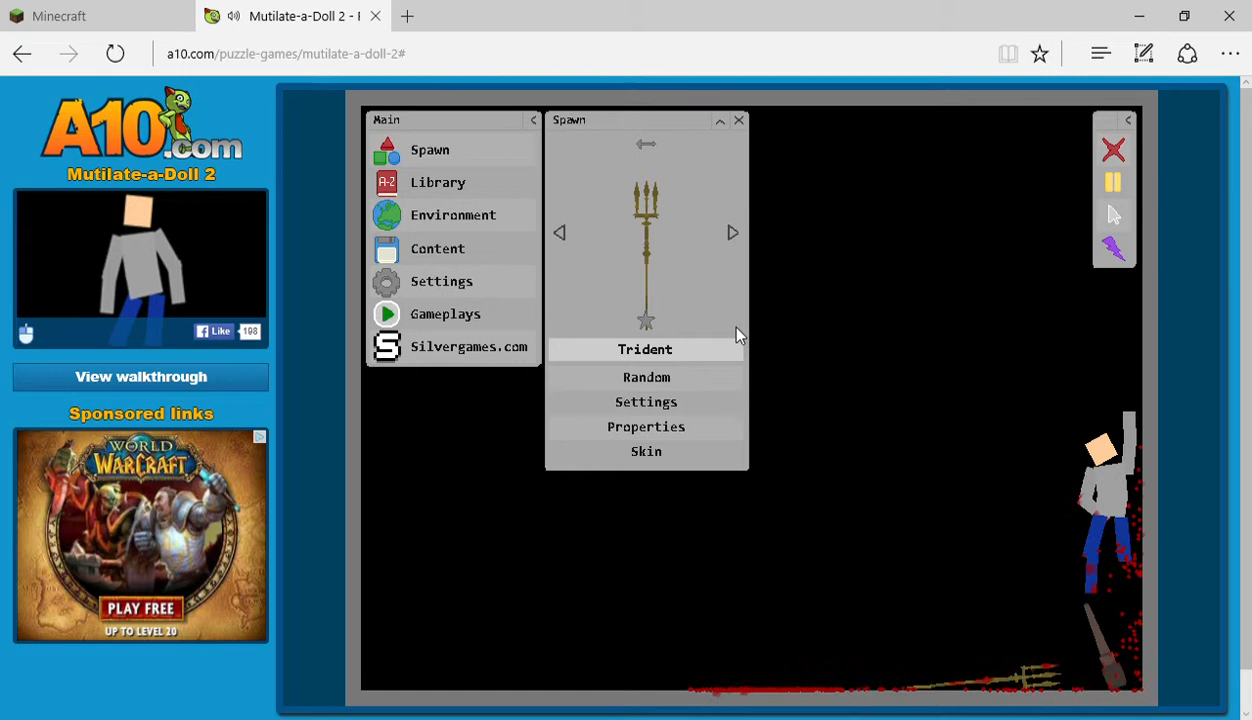 Minecraft
Mutilate-a-Doll 2 - F
a10.com/puzzle-games/mutilate-a-doll-2#
A10
.com
Mutilate-a-Doll 2
Like
198
View walkthrough
Sponsored links
WORLD
OF
WARCRAFT
PLAY FREE
UP TO LEVEL 20
Main
Spawn
A-Z
Library
Environment
Content
Settings
Gameplays
S
Silvergames.com
Spawn
Trident
Random
Settings
Properties
Skin